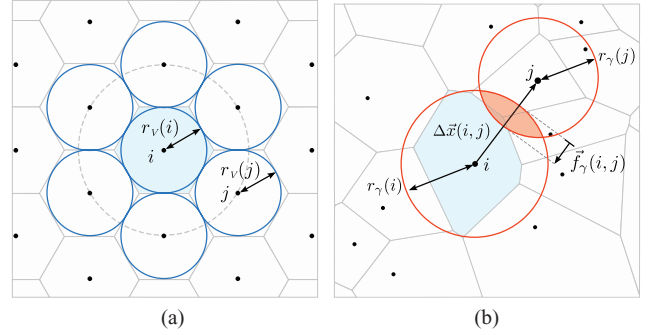 r_V(i)
i
r_V(j)
j
(a)
r_γ(j)
j
Δx⃗(i, j)
i
f⃗_γ(i, j)
r_γ(i)
(b)